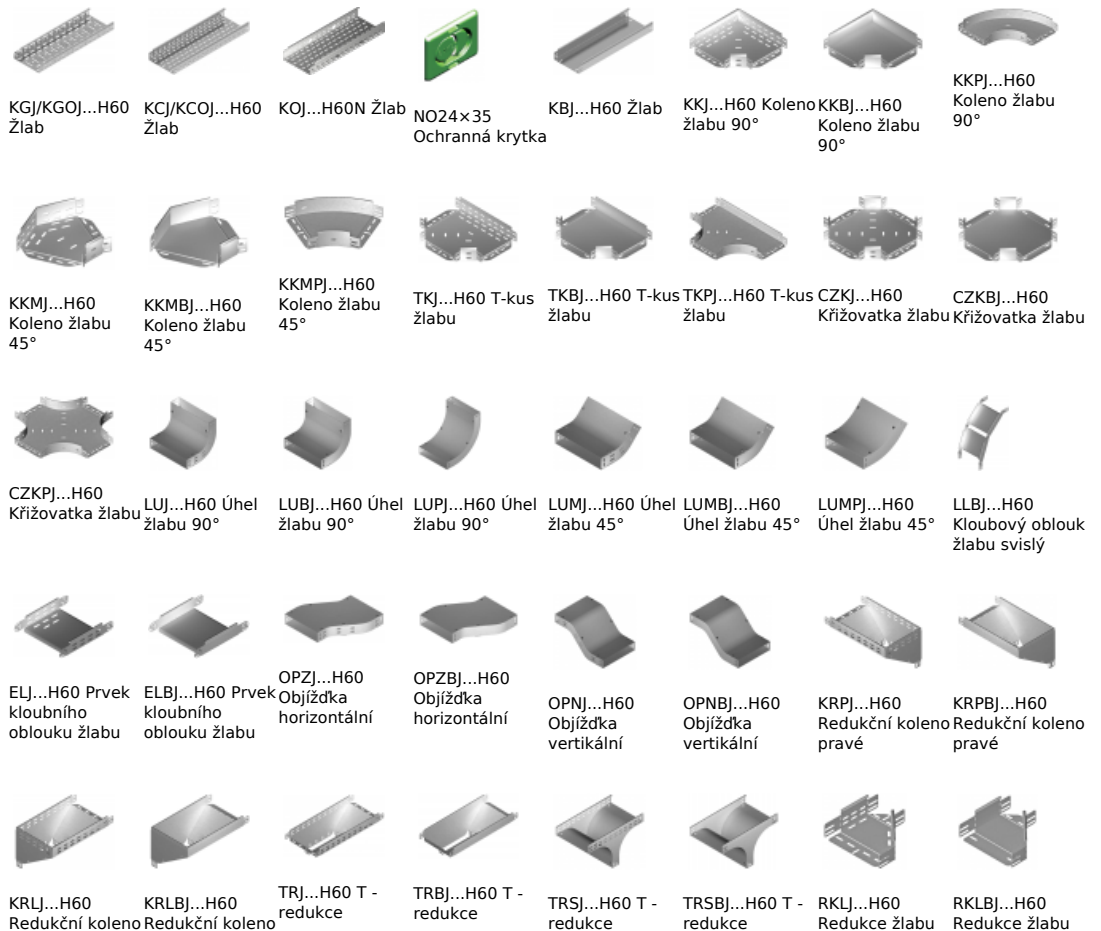 KGJ/KGOJ...H60
Žlab
KCJ/KCOJ...H60
Žlab
KOJ...H60N Žlab
NO24×35
Ochranná krytka
KBJ...H60 Žlab
KKJ...H60 Koleno
žlabu 90°
KKBJ...H60
Koleno žlabu
90°
KKPJ...H60
Koleno žlabu
90°
KKMJ...H60
Koleno žlabu
45°
KKMBJ...H60
Koleno žlabu
45°
KKMPJ...H60
Koleno žlabu
45°
TKJ...H60 T-kus
žlabu
TKBJ...H60 T-kus
žlabu
TKPJ...H60 T-kus
žlabu
CZKJ...H60
Křižovatka žlabu
CZKBJ...H60
Křižovatka žlabu
CZKPJ...H60
Křižovatka žlabu
LUJ...H60 Úhel
žlabu 90°
LUBJ...H60 Úhel
žlabu 90°
LUPJ...H60 Úhel
žlabu 90°
LUMJ...H60 Úhel
žlabu 45°
LUMBJ...H60
Úhel žlabu 45°
LUMPJ...H60
Úhel žlabu 45°
LLBJ...H60
Kloubový oblouk
žlabu svislý
ELJ...H60 Prvek
kloubního
oblouku žlabu
ELBJ...H60 Prvek
kloubního
oblouku žlabu
OPZJ...H60
Objížďka
horizontální
OPZBJ...H60
Objížďka
horizontální
OPNJ...H60
Objížďka
vertikální
OPNBJ...H60
Objížďka
vertikální
KRPJ...H60
Redukční koleno
pravé
KRPBJ...H60
Redukční koleno
pravé
KRLJ...H60
Redukční koleno
KRLBJ...H60
Redukční koleno
TRJ...H60 T -
redukce
TRBJ...H60 T -
redukce
TRSJ...H60 T -
redukce
TRSBJ...H60 T -
redukce
RKLJ...H60
Redukce žlabu
RKLBJ...H60
Redukce žlabu